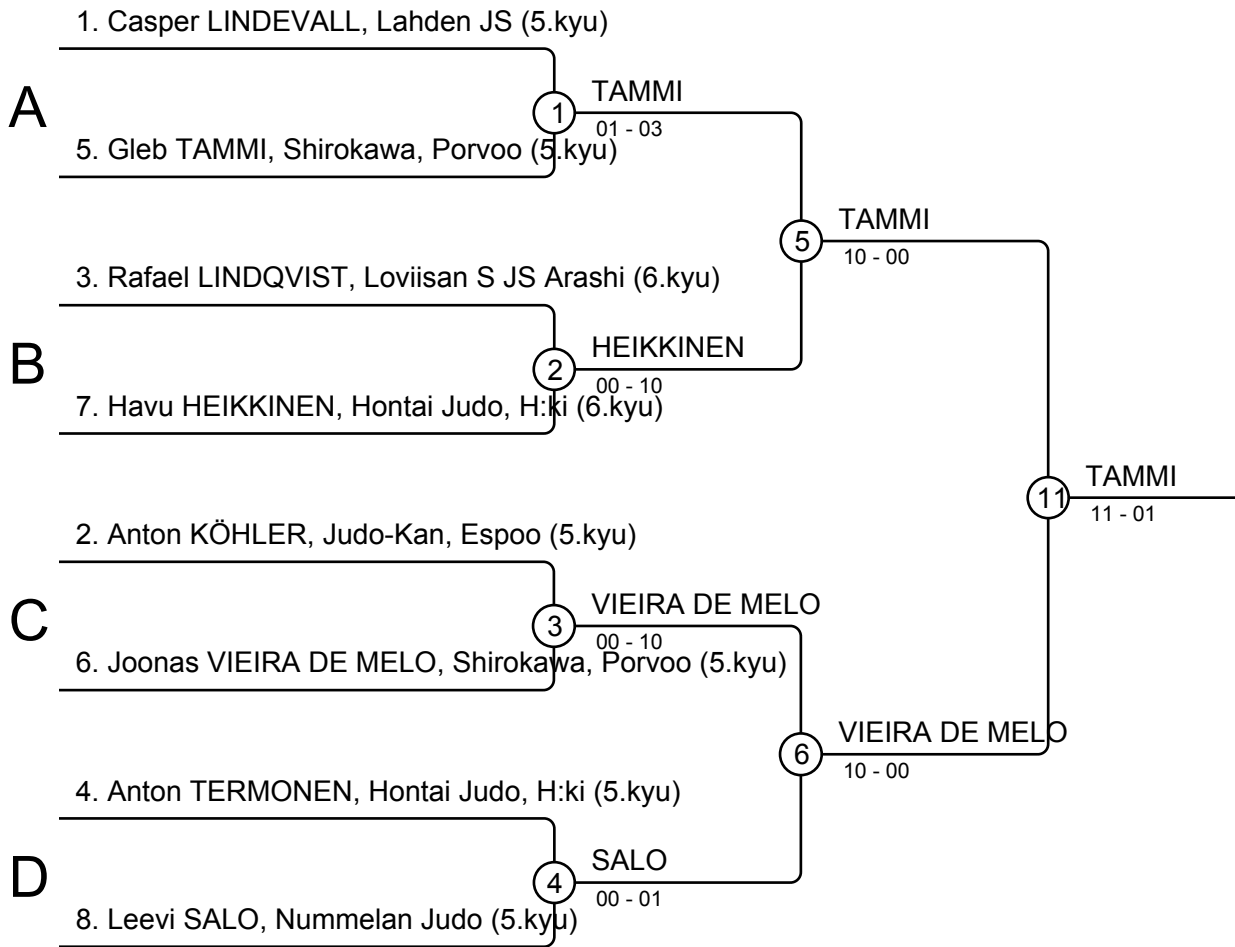 1. Casper LINDEVALL, Lahden JS (5.kyu)
A
1
TAMMI
01 - 03
5. Gleb TAMMI, Shirokawa, Porvoo (5.kyu)
5
TAMMI
10 - 00
3. Rafael LINDQVIST, Loviisan S JS Arashi (6.kyu)
B
2
HEIKKINEN
00 - 10
7. Havu HEIKKINEN, Hontai Judo, H:ki (6.kyu)
11
TAMMI
11 - 01
2. Anton KÖHLER, Judo-Kan, Espoo (5.kyu)
C
3
VIEIRA DE MELO
00 - 10
6. Joonas VIEIRA DE MELO, Shirokawa, Porvoo (5.kyu)
6
VIEIRA DE MELO
10 - 00
4. Anton TERMONEN, Hontai Judo, H:ki (5.kyu)
D
4
SALO
00 - 01
8. Leevi SALO, Nummelan Judo (5.kyu)